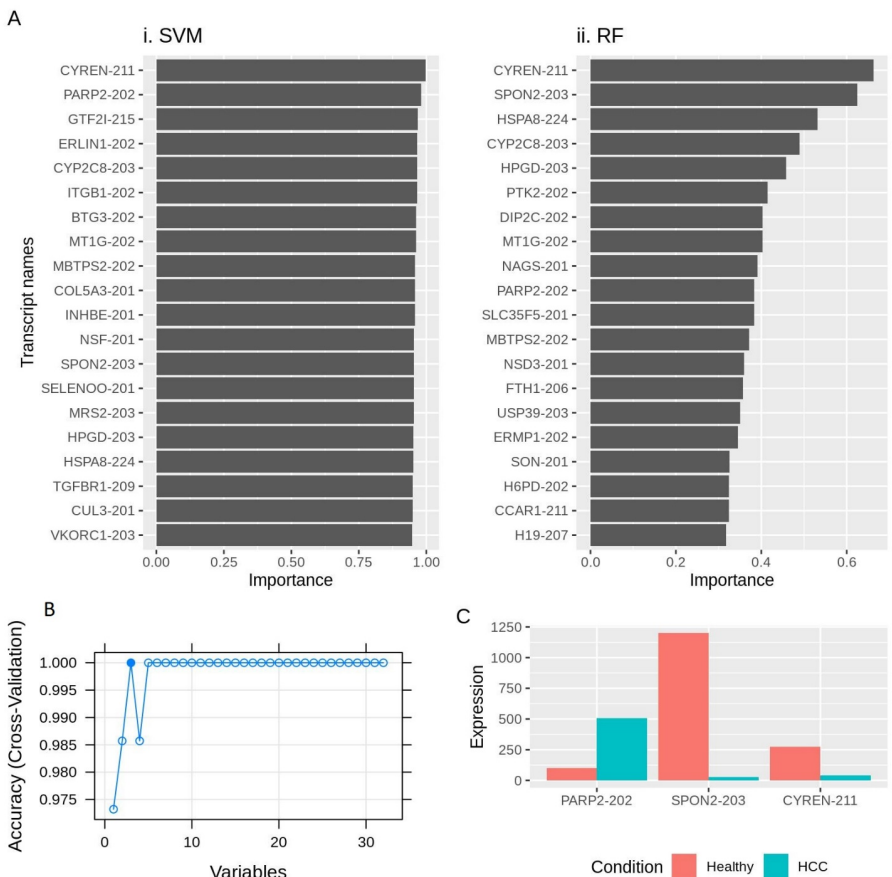 A
i. SVM
Transcript names
CYREN-211
PARP2-202
GTF2I-215
ERLIN1-202
CYP2C8-203
ITGB1-202
BTG3-202
MT1G-202
MBTPS2-202
COL5A3-201
INHBE-201
NSF-201
SPON2-203
SELENOO-201
MRS2-203
HPGD-203
HSPA8-224
TGFBR1-209
CUL3-201
VKORC1-203
0.00 0.25 0.50 0.75 1.00
Importance
ii. RF
CYREN-211
SPON2-203
HSPA8-224
CYP2C8-203
HPGD-203
PTK2-202
DIP2C-202
MT1G-202
NAGS-201
PARP2-202
SLC35F5-201
MBTPS2-202
NSD3-201
FTH1-206
USP39-203
ERMP1-202
SON-201
H6PD-202
CCAR1-211
H19-207
0.0 0.2 0.4 0.6
Importance
B
Accuracy (Cross-Validation)
1.000
0.995
0.990
0.985
0.980
0.975
0 10 20 30
Variables
C
Expression
1250
1000
750
500
250
0
PARP2-202 SPON2-203 CYREN-211
Condition Healthy HCC